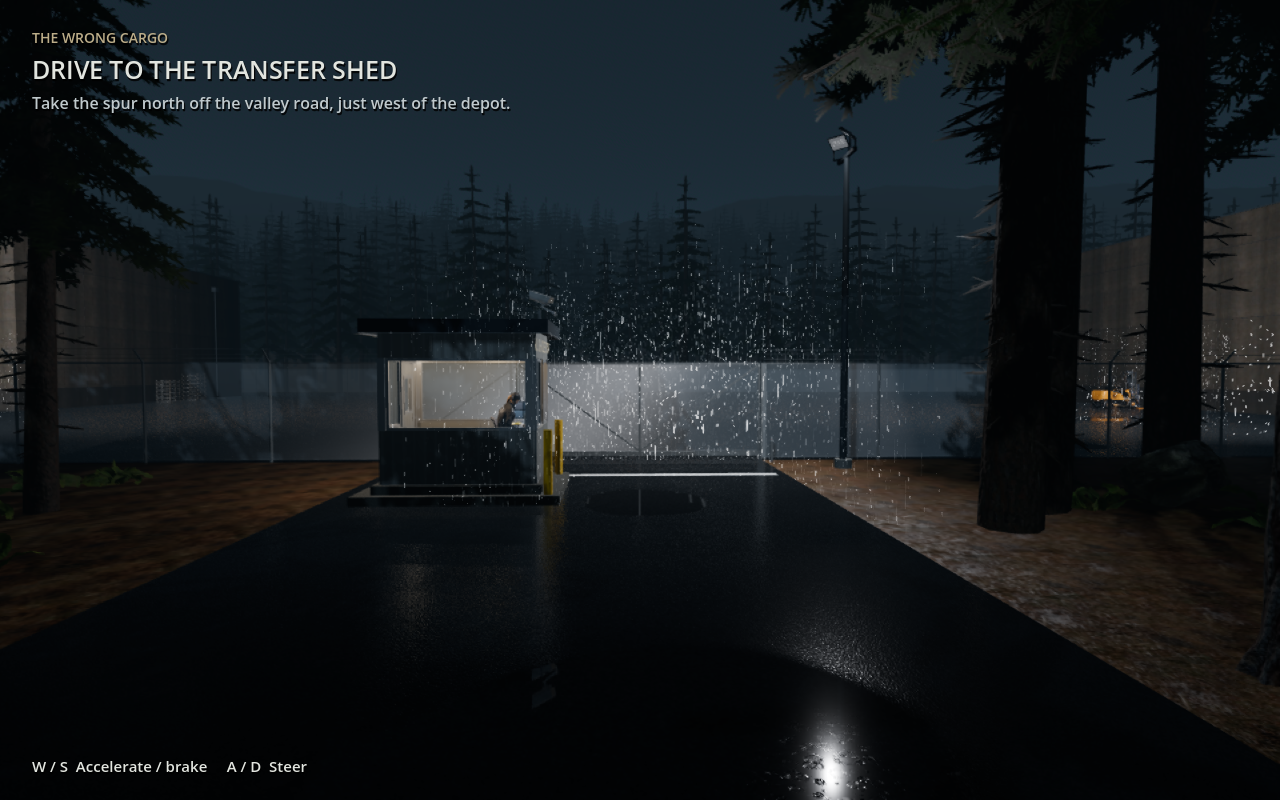 THE WRONG CARGO
DRIVE TO THE TRANSFER SHED
Take the spur north off the valley road, just west of the depot.
W / S Accelerate / brake A / D Steer